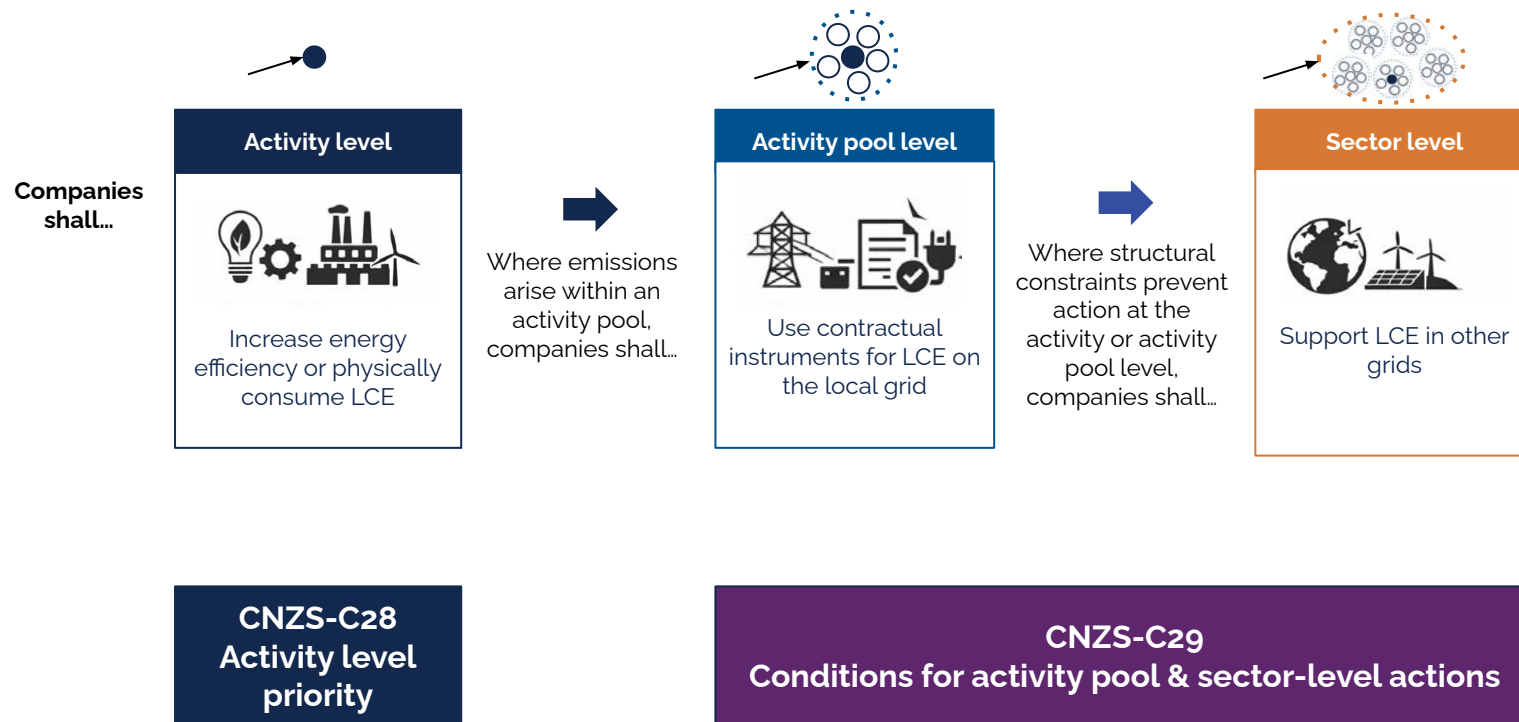 Companies
shall…
Activity level
Increase energy
efficiency or physically
consume LCE
Where emissions
arise within an
activity pool,
companies shall…
Activity pool level
Use contractual
instruments for LCE on
the local grid
Where structural
constraints prevent
action at the
activity or activity
pool level,
companies shall…
Sector level
Support LCE in other
grids
CNZS-C28
Activity level
priority
CNZS-C29
Conditions for activity pool & sector-level actions